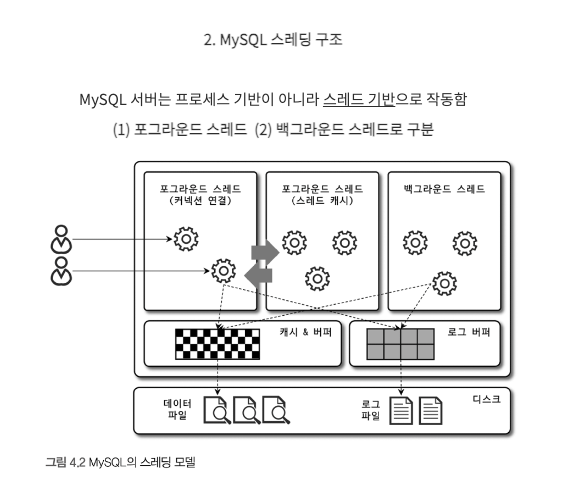 2. MySQL 스레딩 구조
MySQL 서버는 프로세스 기반이 아니라 스레드 기반으로 작동함
(1) 포그라운드 스레드 (2) 백그라운드 스레드로 구분
포그라운드 스레드
(커넥션 연결)
포그라운드 스레드
(스레드 캐시)
백그라운드 스레드
캐시 & 버퍼
로그 버퍼
데이터
파일
로그
파일
디스크
그림 4.2 MySQL의 스레딩 모델